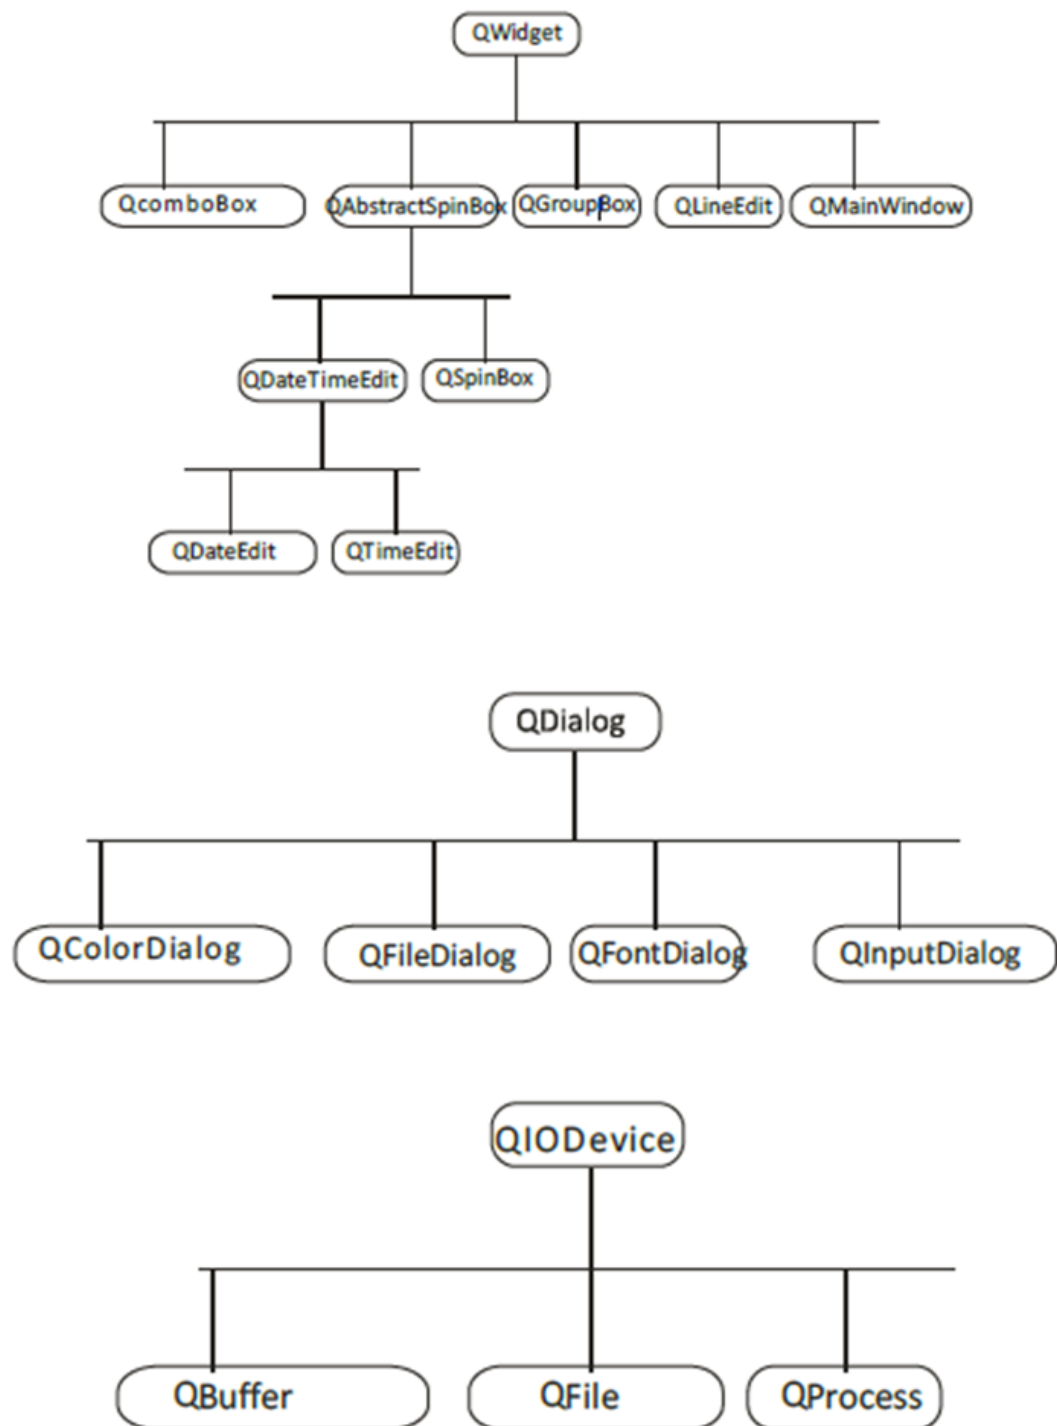 QWidget
QcomboBox QAbstractSpinBox QGroupBox QLineEdit QMainWindow
QDateTimeEdit QSpinBox
QDateEdit QTimeEdit
QDialog
QColorDialog QFileDialog QFontDialog QInputDialog
QIODevice
QBuffer QFile QProcess